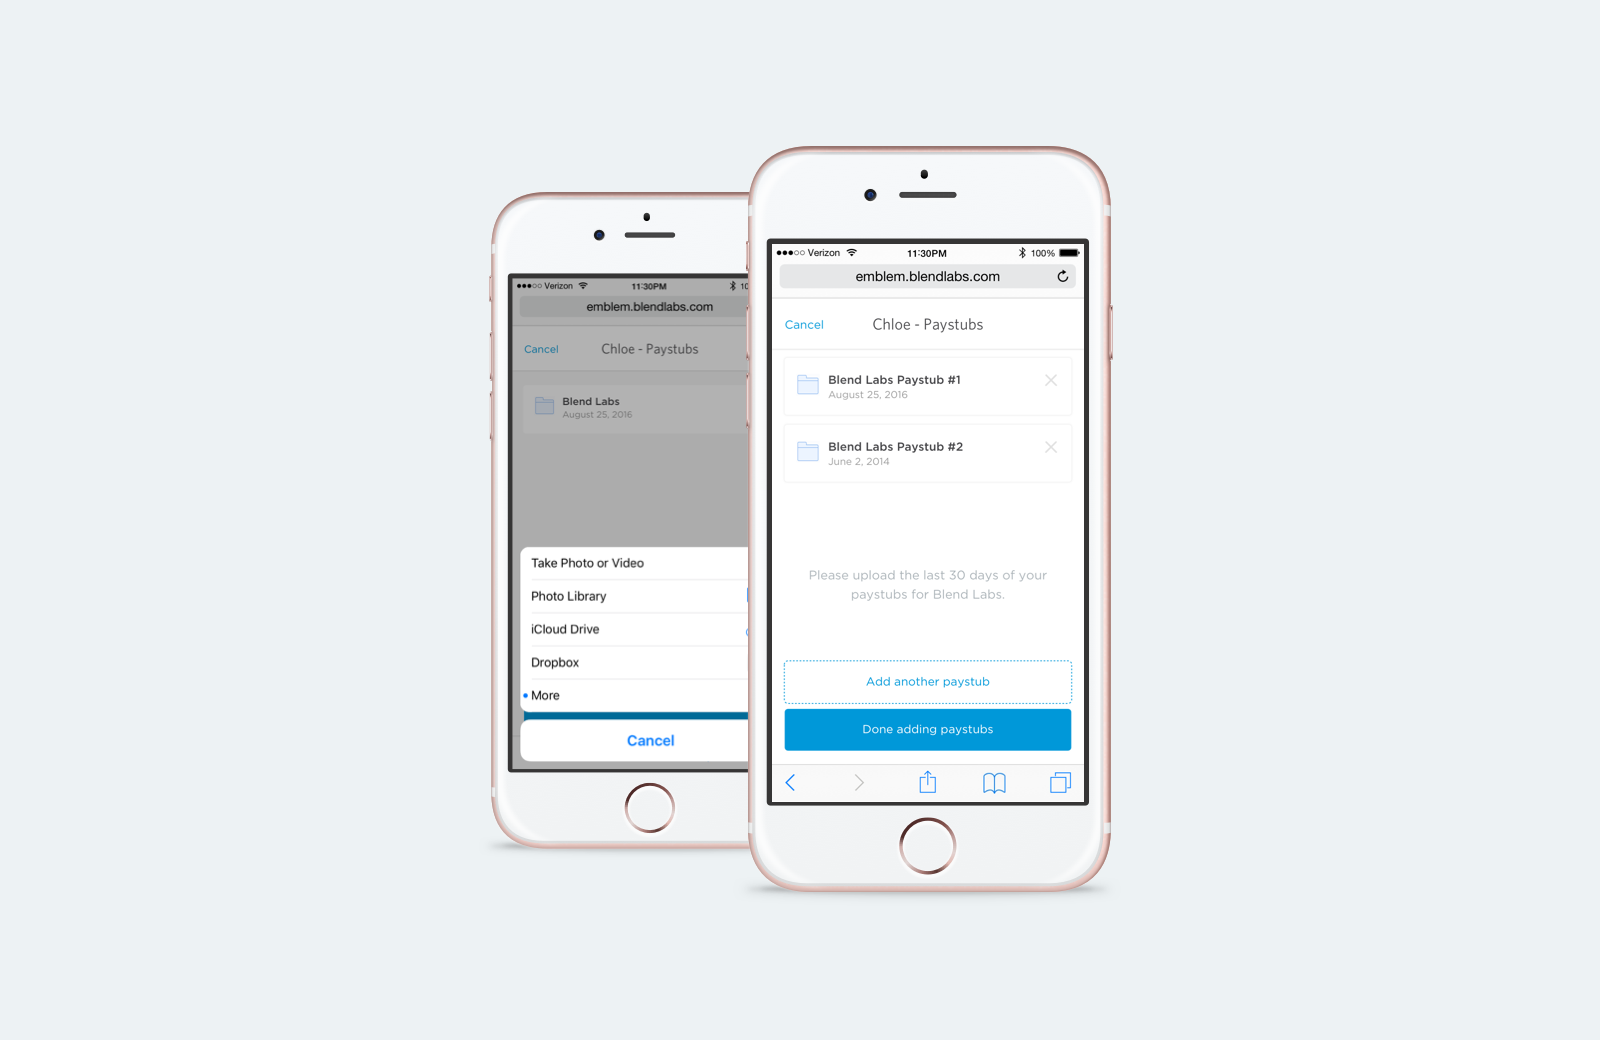 Verizon 11:30PM 10
emblem.blendlabs.com
Cancel Chloe - Paystubs
Blend Labs
August 25, 2016
Take Photo or Video
Photo Library
iCloud Drive
Dropbox
More
Cancel
Verizon 11:30PM 100%
emblem.blendlabs.com
Cancel Chloe - Paystubs
Blend Labs Paystub #1
August 25, 2016
Blend Labs Paystub #2
June 2, 2014
Please upload the last 30 days of your
paystubs for Blend Labs.
Add another paystub
Done adding paystubs